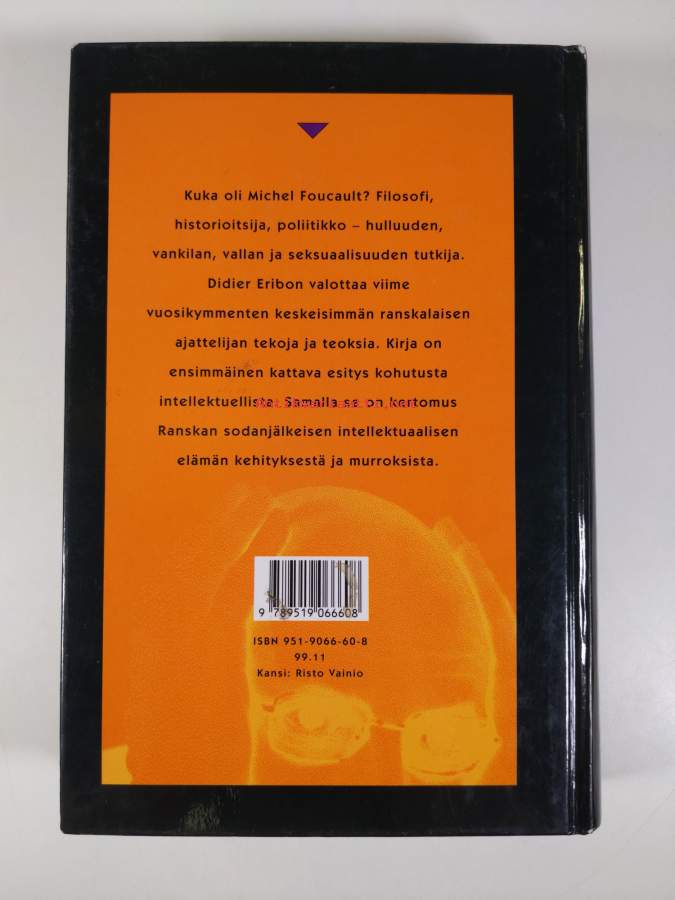 Kuka oli Michel Foucault? Filosofi,
historioitsija, poliitikko – hulluuden,
vankilan, vallan ja seksuaalisuuden tutkija.
Didier Eribon valottaa viime
vuosikymmenten keskeisimmän ranskalaisen
ajattelijan tekoja ja teoksia. Kirja on
ensimmäinen kattava esitys kohutusta
intellektuellista. Samalla se on kertomus
Ranskan sodanjälkeisen intellektuaalisen
elämän kehityksestä ja murroksista.
9 789519 066608
ISBN 951-9066-60-8
99.11
Kansi: Risto Vainio